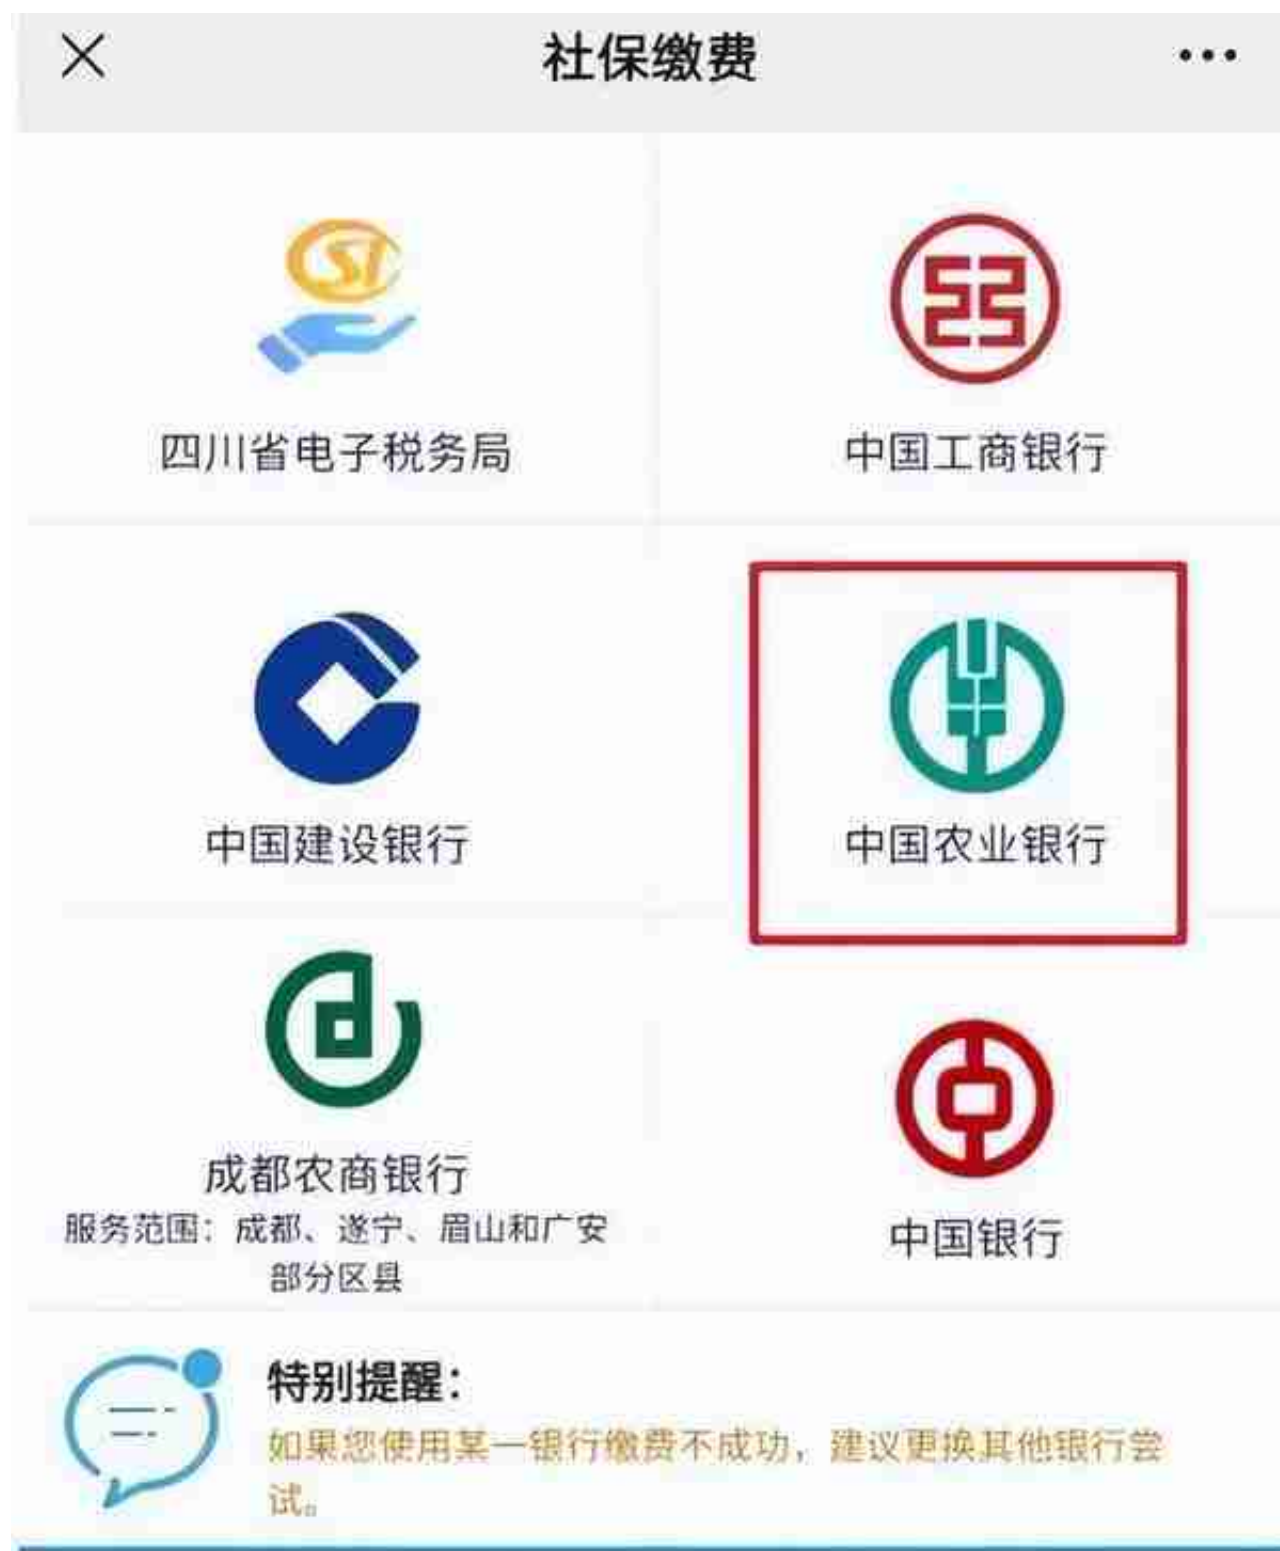 社保缴费
四川省电子税务局
中国工商银行
中国建设银行
中国农业银行
成都农商银行
服务范围：成都、遂宁、眉山和广安
部分区县
中国银行
特别提醒：
如果您使用某一银行缴费不成功，建议更换其他银行尝
试。